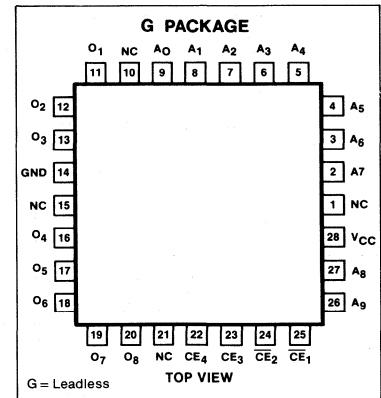 G PACKAGE
O1 NC A0 A1 A2 A3 A4
11 10 9 8 7 6 5
O2 12 4 A5
O3 13 3 A6
GND 14 2 A7
NC 15 1 NC
O4 16 28 VCC
O5 17 27 A8
O6 18 26 A9
19 20 21 22 23 24 25
O7 O8 NC CE4 CE3 C̅E̅2 C̅E̅1
TOP VIEW
G = Leadless